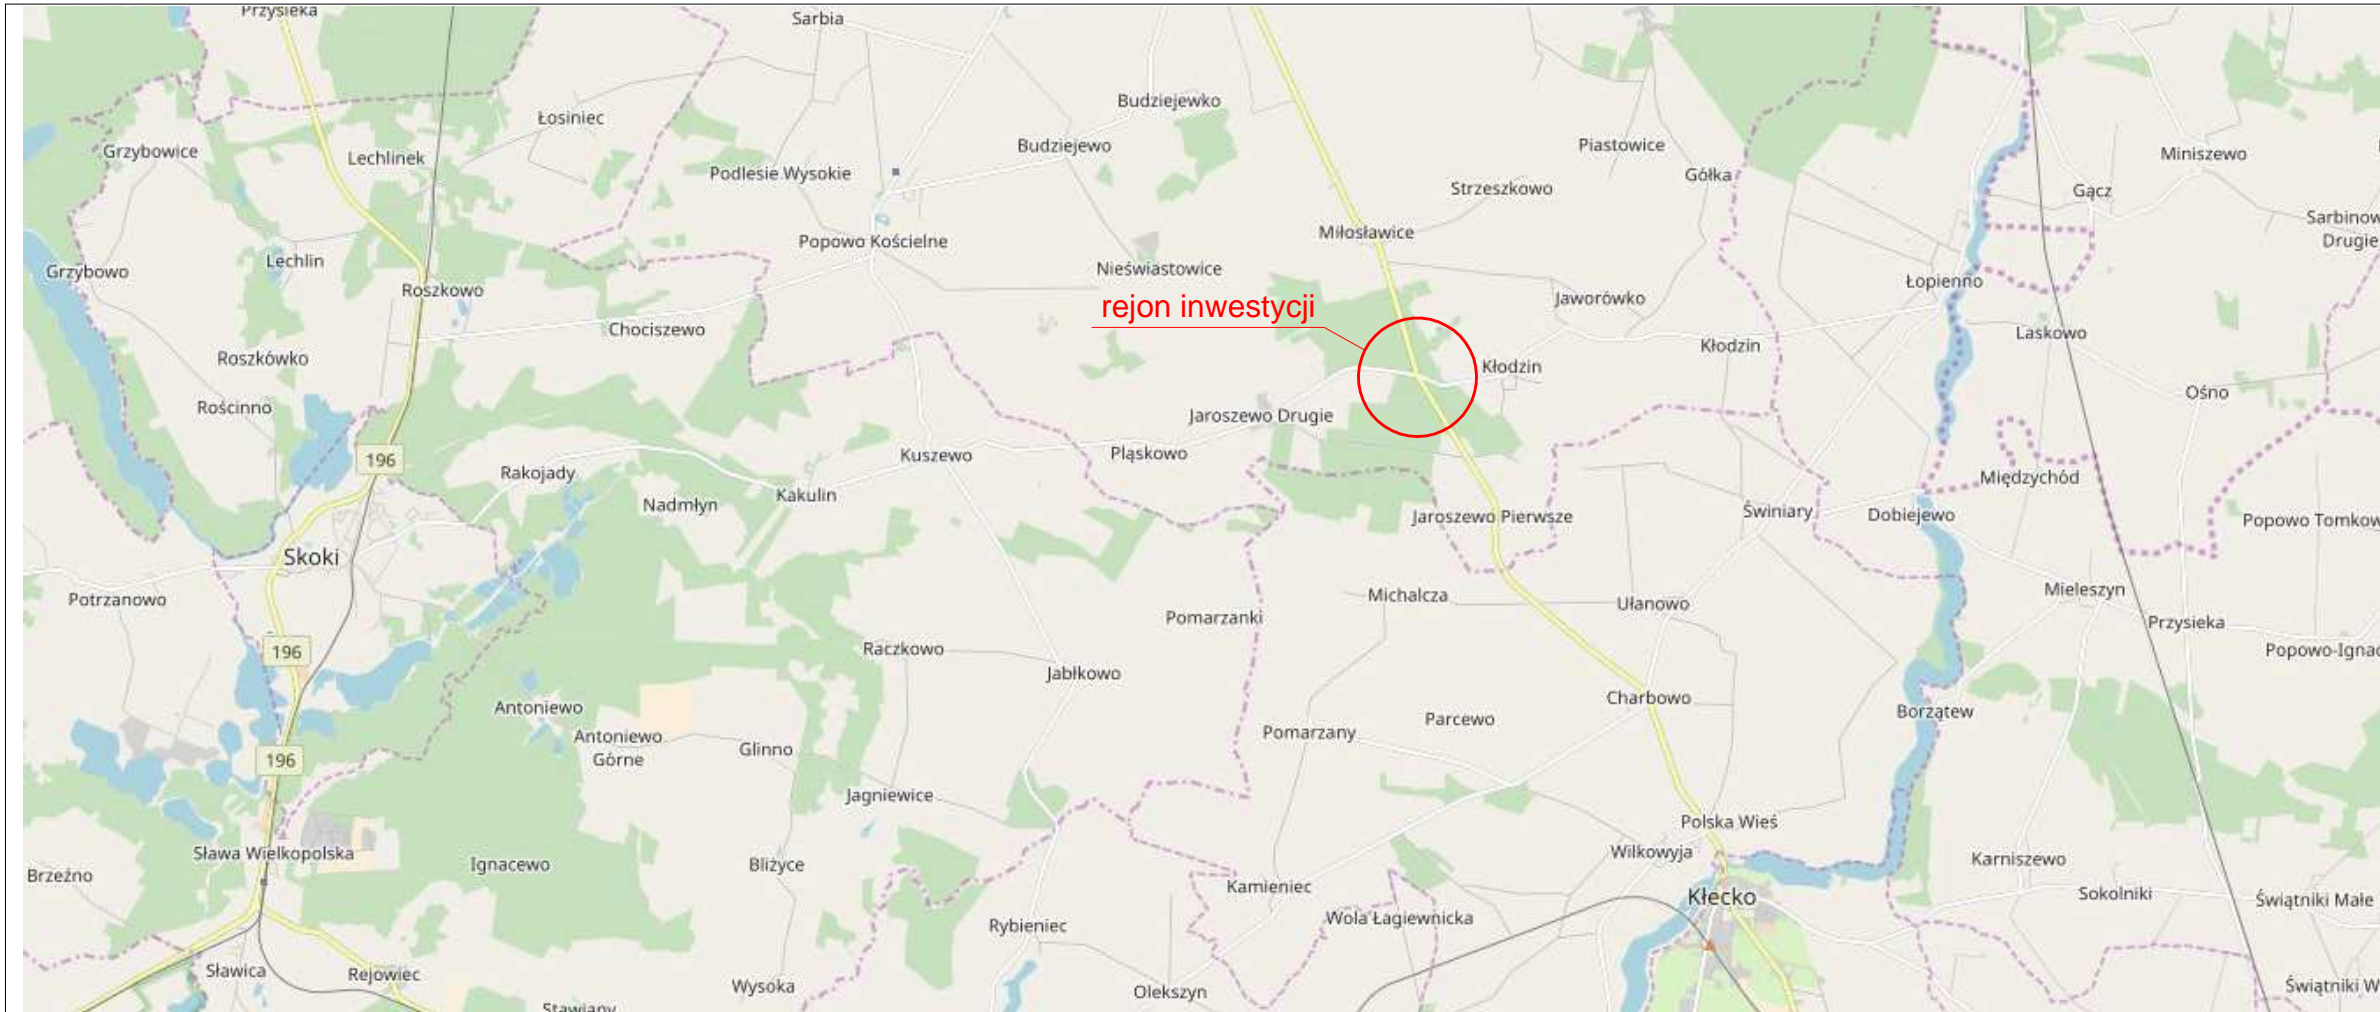 Przysieka
Sarbia
Budziejewko
Łosiniec
Budziejewo
Piastowice
Grzybowice
Lechlinek
Miniszewo
Podlesie Wysokie
Gółka
Strzeszkowo
Gącz
Sarbinow
Drugie
Miłosławice
Popowo Kościelne
Lechlin
Grzybowo
Nieświastowice
Łopienno
Roszkowo
Jaworówko
rejon inwestycji
Chociszewo
Laskowo
Kłodzin
Roszkówko
Kłodzin
Ośno
Rościnno
Jaroszewo Drugie
Pląskowo
Kuszewo
196
Rakojady
Międzychód
Kakulin
Nadmłyn
Świniary
Dobiejewo
Jaroszewo Pierwsze
Popowo Tomkow
Skoki
Mieleszyn
Michalcza
Potrzanowo
Ułanowo
Pomarzanki
Przysieka
Raczkowo
196
Popowo-Ignac
Jabłkowo
Charbowo
Antoniewo
Borzątew
Parcewo
Pomarzany
Antoniewo
Górne
Glinno
196
Jagniewice
Polska Wieś
Sława Wielkopolska
Wilkowyja
Karniszewo
Ignacewo
Bliżyce
Brzeźno
Kamieniec
Sokolniki
Kłecko
Świątniki Małe
Wola Łagiewnicka
Rybieniec
Sławica
Rejowiec
Wysoka
Świątniki W
Olekszyn
Stawiany